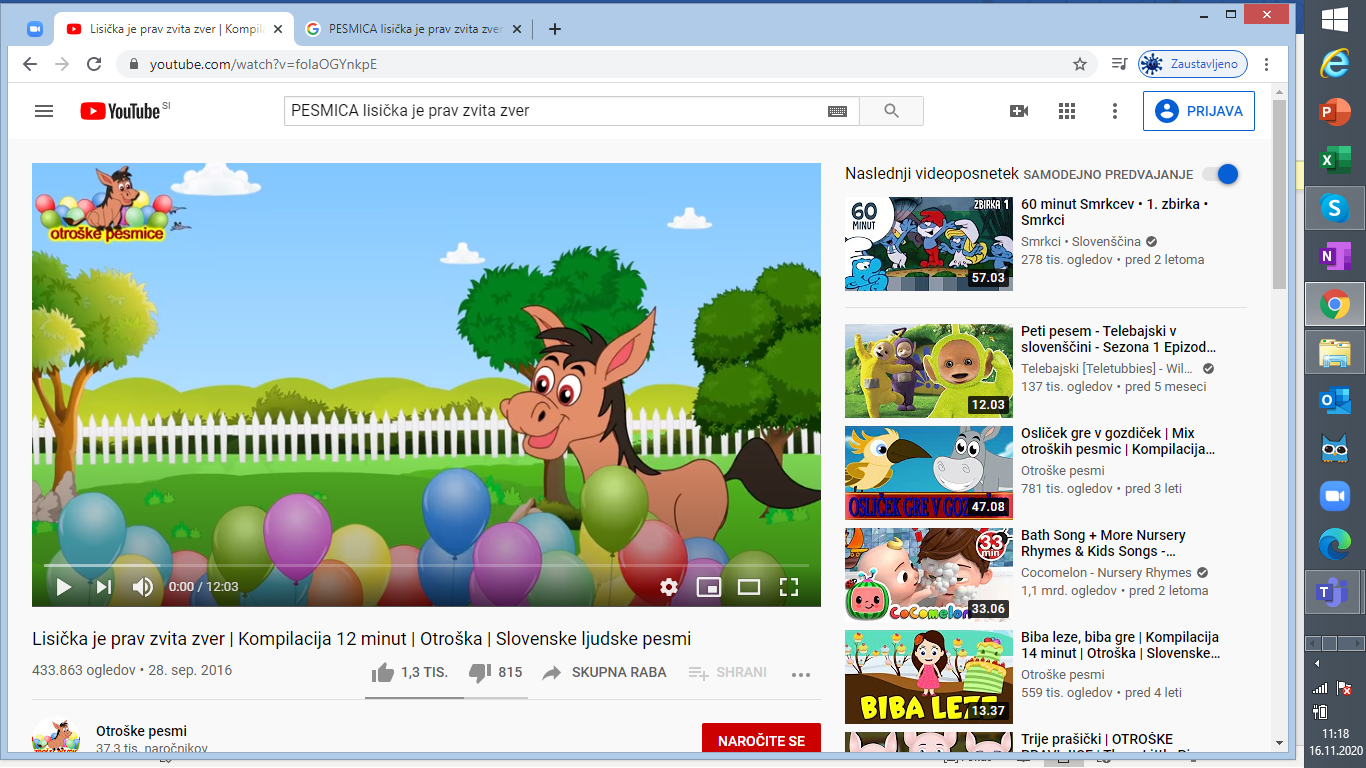 Lisička je prav zvita zver | Kompil
PESMICA lisička je prav zvita zver
youtube.com/watch?v=folaOGYnkpE
Zaustavljeno
YouTube SI
PESMICA lisička je prav zvita zver
PRIJAVA
otroške pesmice
0:00 / 12:03
Lisička je prav zvita zver | Kompilacija 12 minut | Otroška | Slovenske ljudske pesmi
433.863 ogledov • 28. sep. 2016
1,3 TIS.
815
SKUPNA RABA
SHRANI
Otroške pesmi
37,3 tis. naročnikov
NAROČITE SE
Naslednji videoposnetek
SAMODEJNO PREDVAJANJE
60
MINUT
ZBIRKA 1
57.03
60 minut Smrkcev • 1. zbirka •
Smrkci
Smrkci • Slovenščina
278 tis. ogledov • pred 2 letoma
12.03
Peti pesem - Telebajski v
slovenščini - Sezona 1 Epizod...
Telebajski [Teletubbies] - Wil...
137 tis. ogledov • pred 5 meseci
OSLIČEK GRE V
47.08
Osliček gre v gozdiček | Mix
otroških pesmic | Kompilacija...
Otroške pesmi
781 tis. ogledov • pred 3 leti
33
min
CoComelon
33.06
Bath Song + More Nursery
Rhymes & Kids Songs -...
Cocomelon - Nursery Rhymes
1,1 mrd. ogledov • pred 2 letoma
BIBA LEZE
13.37
Biba leze, biba gre | Kompilacija
14 minut | Otroška | Slovenske...
Otroške pesmi
559 tis. ogledov • pred 4 leti
Trije prašički | OTROŠKE
11:18
16.11.2020